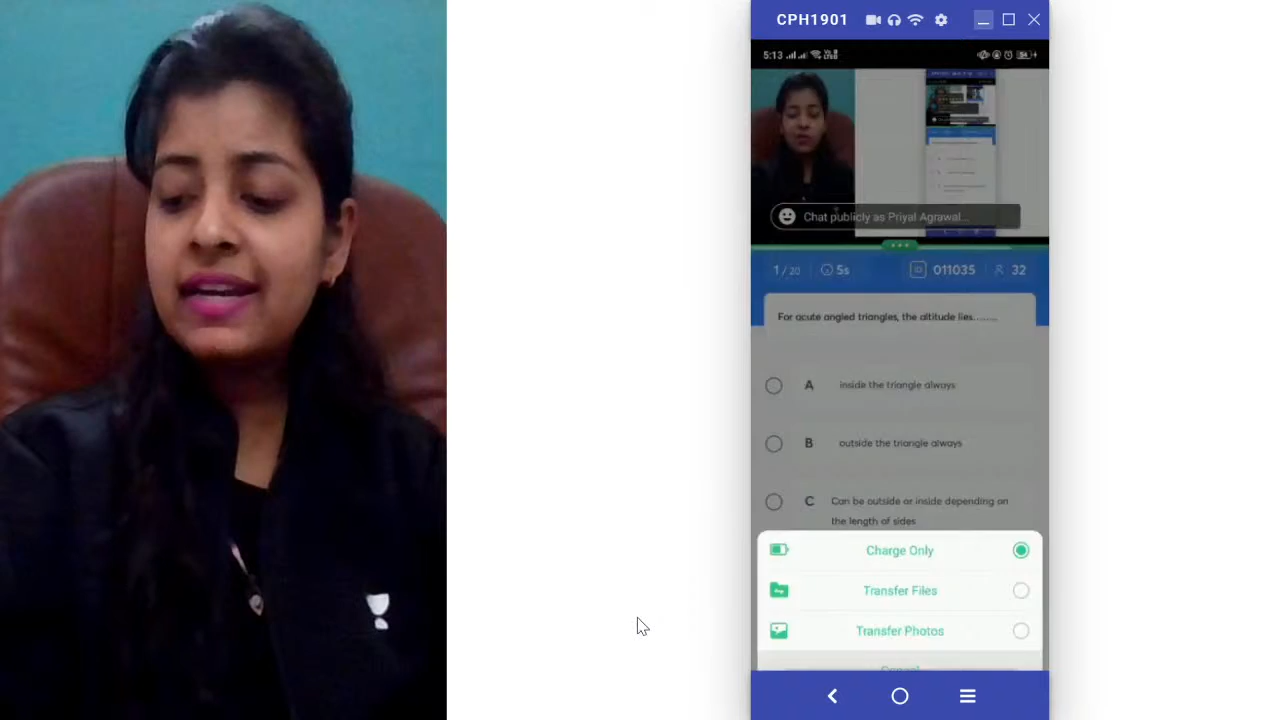 CPH1901
5:13
Chat publicly as Priyal Agrawal...
1 / 20
5s
ID
011035
32
For acute angled triangles, the altitude lies.......
A inside the triangle always
B outside the triangle always
C Can be outside or inside depending on
the length of sides
Charge Only
Transfer Files
Transfer Photos
Cancel